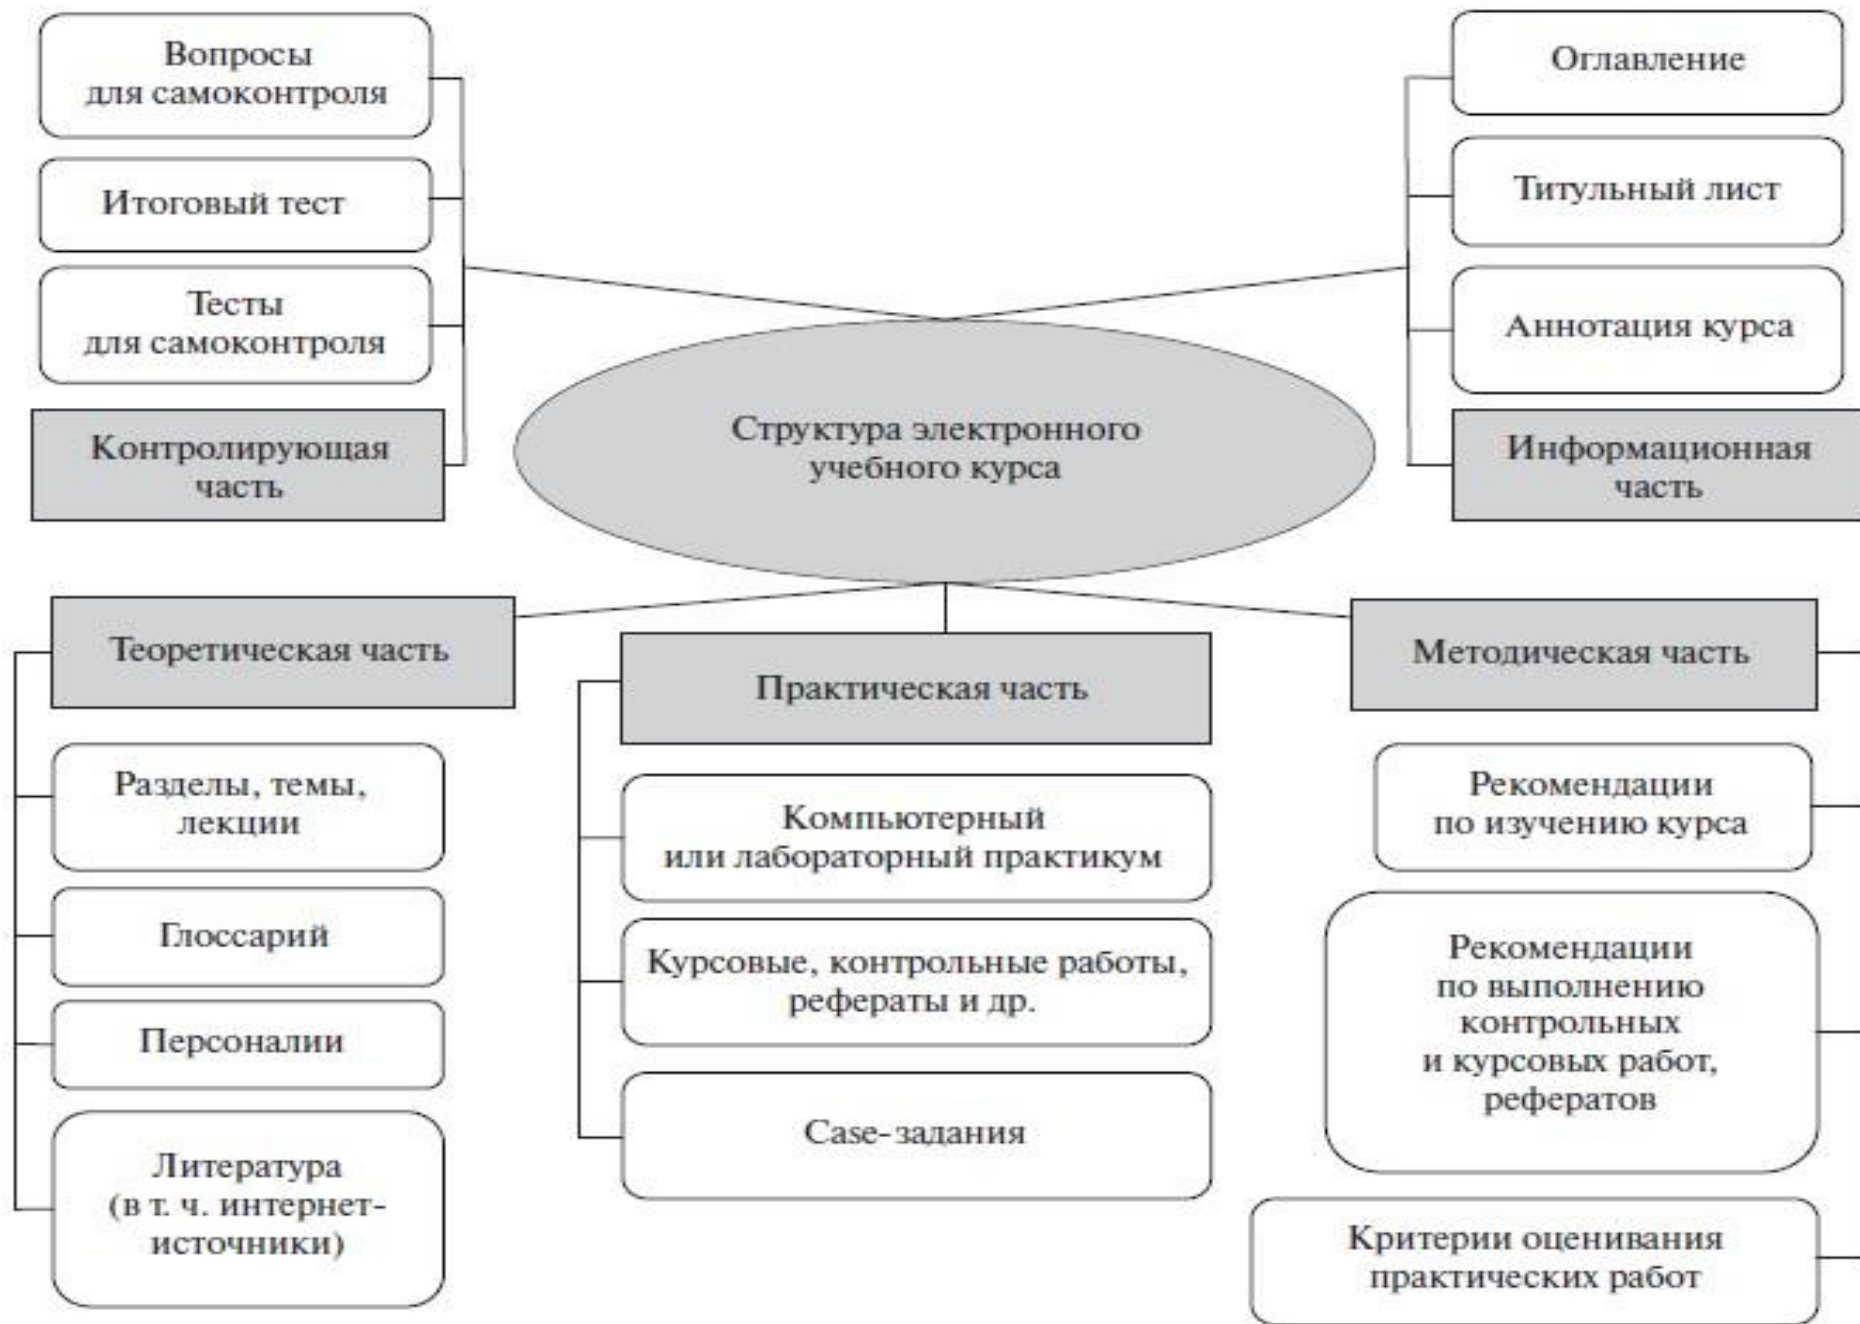 Вопросы
для самоконтроля
Итоговый тест
Тесты
для самоконтроля
Контролирующая
часть
Оглавление
Титульный лист
Аннотация курса
Информационная
часть
Структура электронного
учебного курса
Теоретическая часть
Разделы, темы,
лекции
Глоссарий
Персоналии
Литература
(в т. ч. интернет-
источники)
Практическая часть
Компьютерный
или лабораторный практикум
Курсовые, контрольные работы,
рефераты и др.
Case-задания
Методическая часть
Рекомендации
по изучению курса
Рекомендации
по выполнению
контрольных
и курсовых работ,
рефератов
Критерии оценивания
практических работ